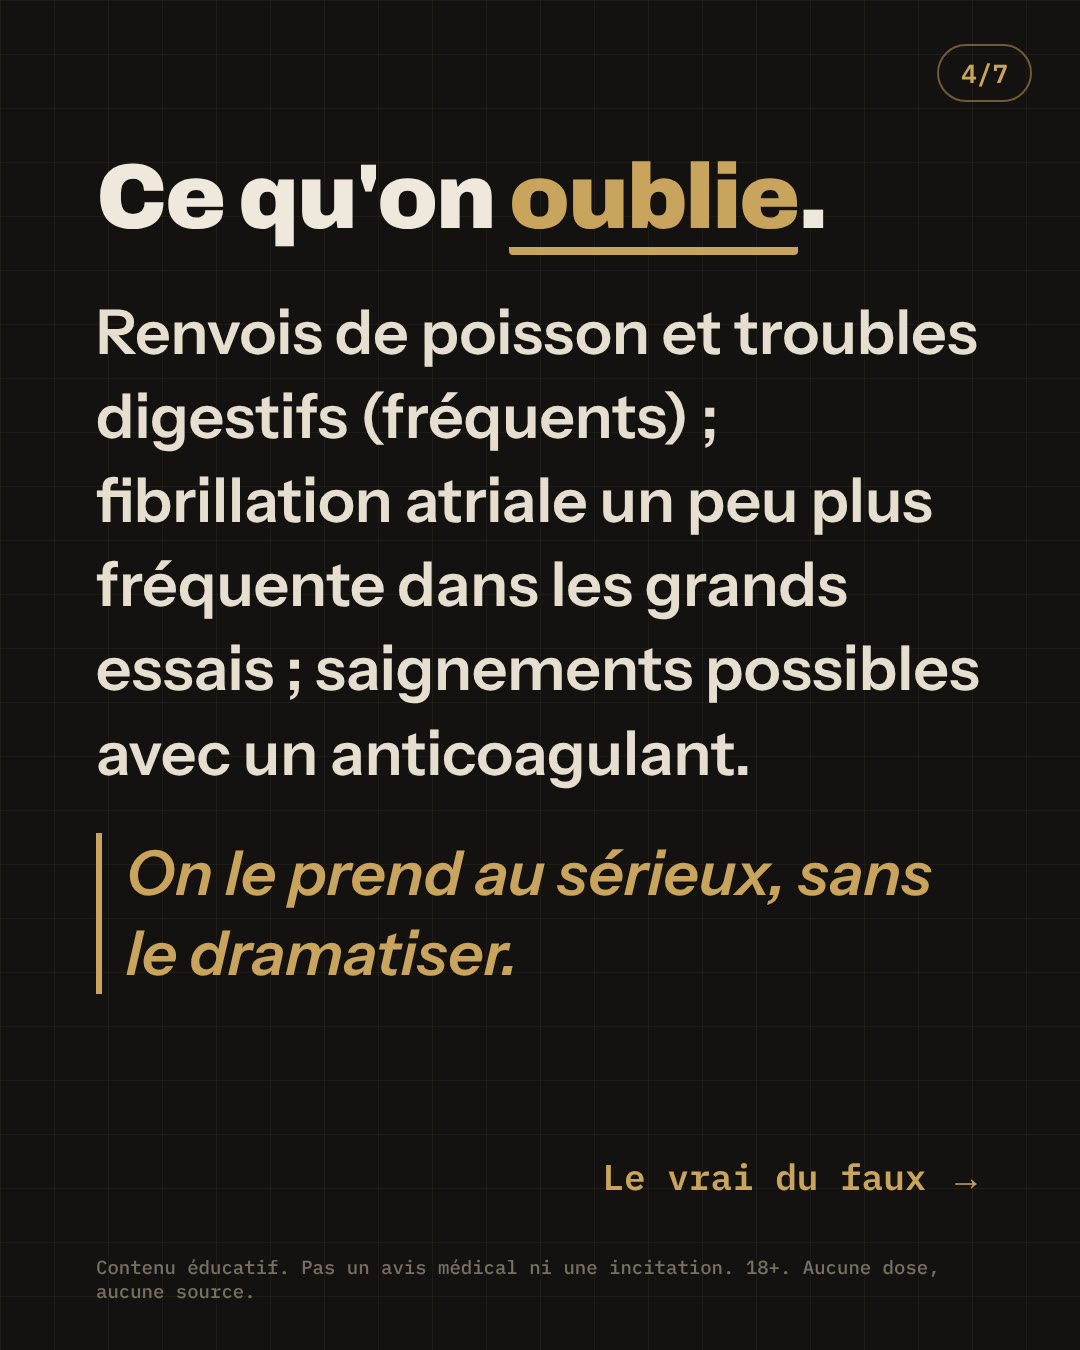 4/7
Ce qu'on oublie.
Renvois de poisson et troubles
digestifs (fréquents) ;
fibrillation atriale un peu plus
fréquente dans les grands
essais ; saignements possibles
avec un anticoagulant.
On le prend au sérieux, sans
le dramatiser.
Le vrai du faux →
Contenu éducatif. Pas un avis médical ni une incitation. 18+. Aucune dose,
aucune source.